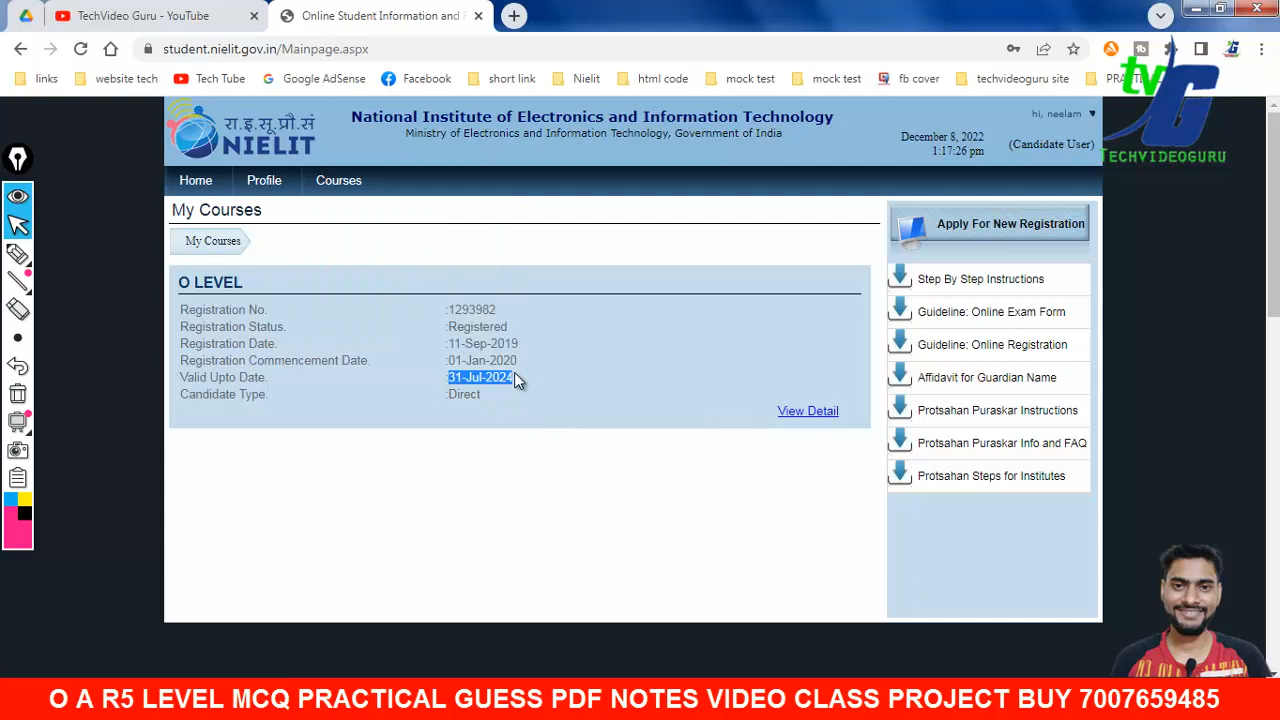 TechVideo Guru - YouTube
Online Student Information and
student.nielit.gov.in/Mainpage.aspx
links
website tech
Tech Tube
Google AdSense
Facebook
short link
Nielit
html code
mock test
mock test
fb cover
techvideoguru site
tvG
TECHVIDEOGURU
रा.इ.सू.प्रौ.सं
NIELIT
National Institute of Electronics and Information Technology
Ministry of Electronics and Information Technology, Government of India
hi, neelam
December 8, 2022
1:17:26 pm
(Candidate User)
Home Profile Courses
My Courses
My Courses
O LEVEL
Registration No. :1293982
Registration Status. :Registered
Registration Date. :11-Sep-2019
Registration Commencement Date. :01-Jan-2020
Valid Upto Date. :31-Jul-2024
Candidate Type. :Direct
View Detail
Apply For New Registration
Step By Step Instructions
Guideline: Online Exam Form
Guideline: Online Registration
Affidavit for Guardian Name
Protsahan Puraskar Instructions
Protsahan Puraskar Info and FAQ
Protsahan Steps for Institutes
O A R5 LEVEL MCQ PRACTICAL GUESS PDF NOTES VIDEO CLASS PROJECT BUY 7007659485